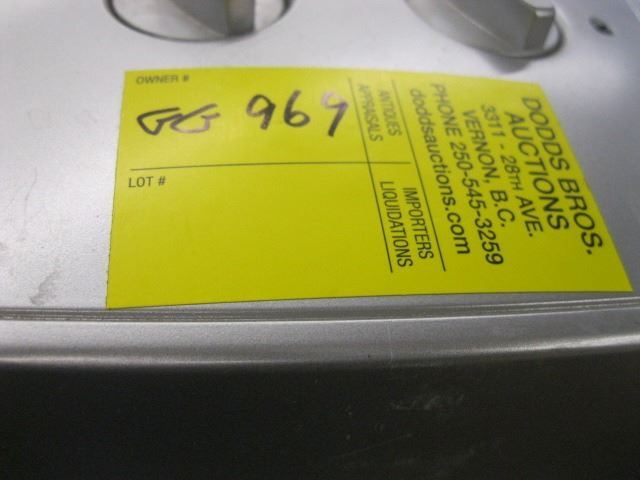 OWNER #
GG 969
LOT #
DODDS BROS.
AUCTIONS
3311 - 28TH AVE.
VERNON, B.C.
PHONE 250-545-3259
doddsauctions.com
ANTIQUES
APPRAISALS
IMPORTERS
LIQUIDATIONS